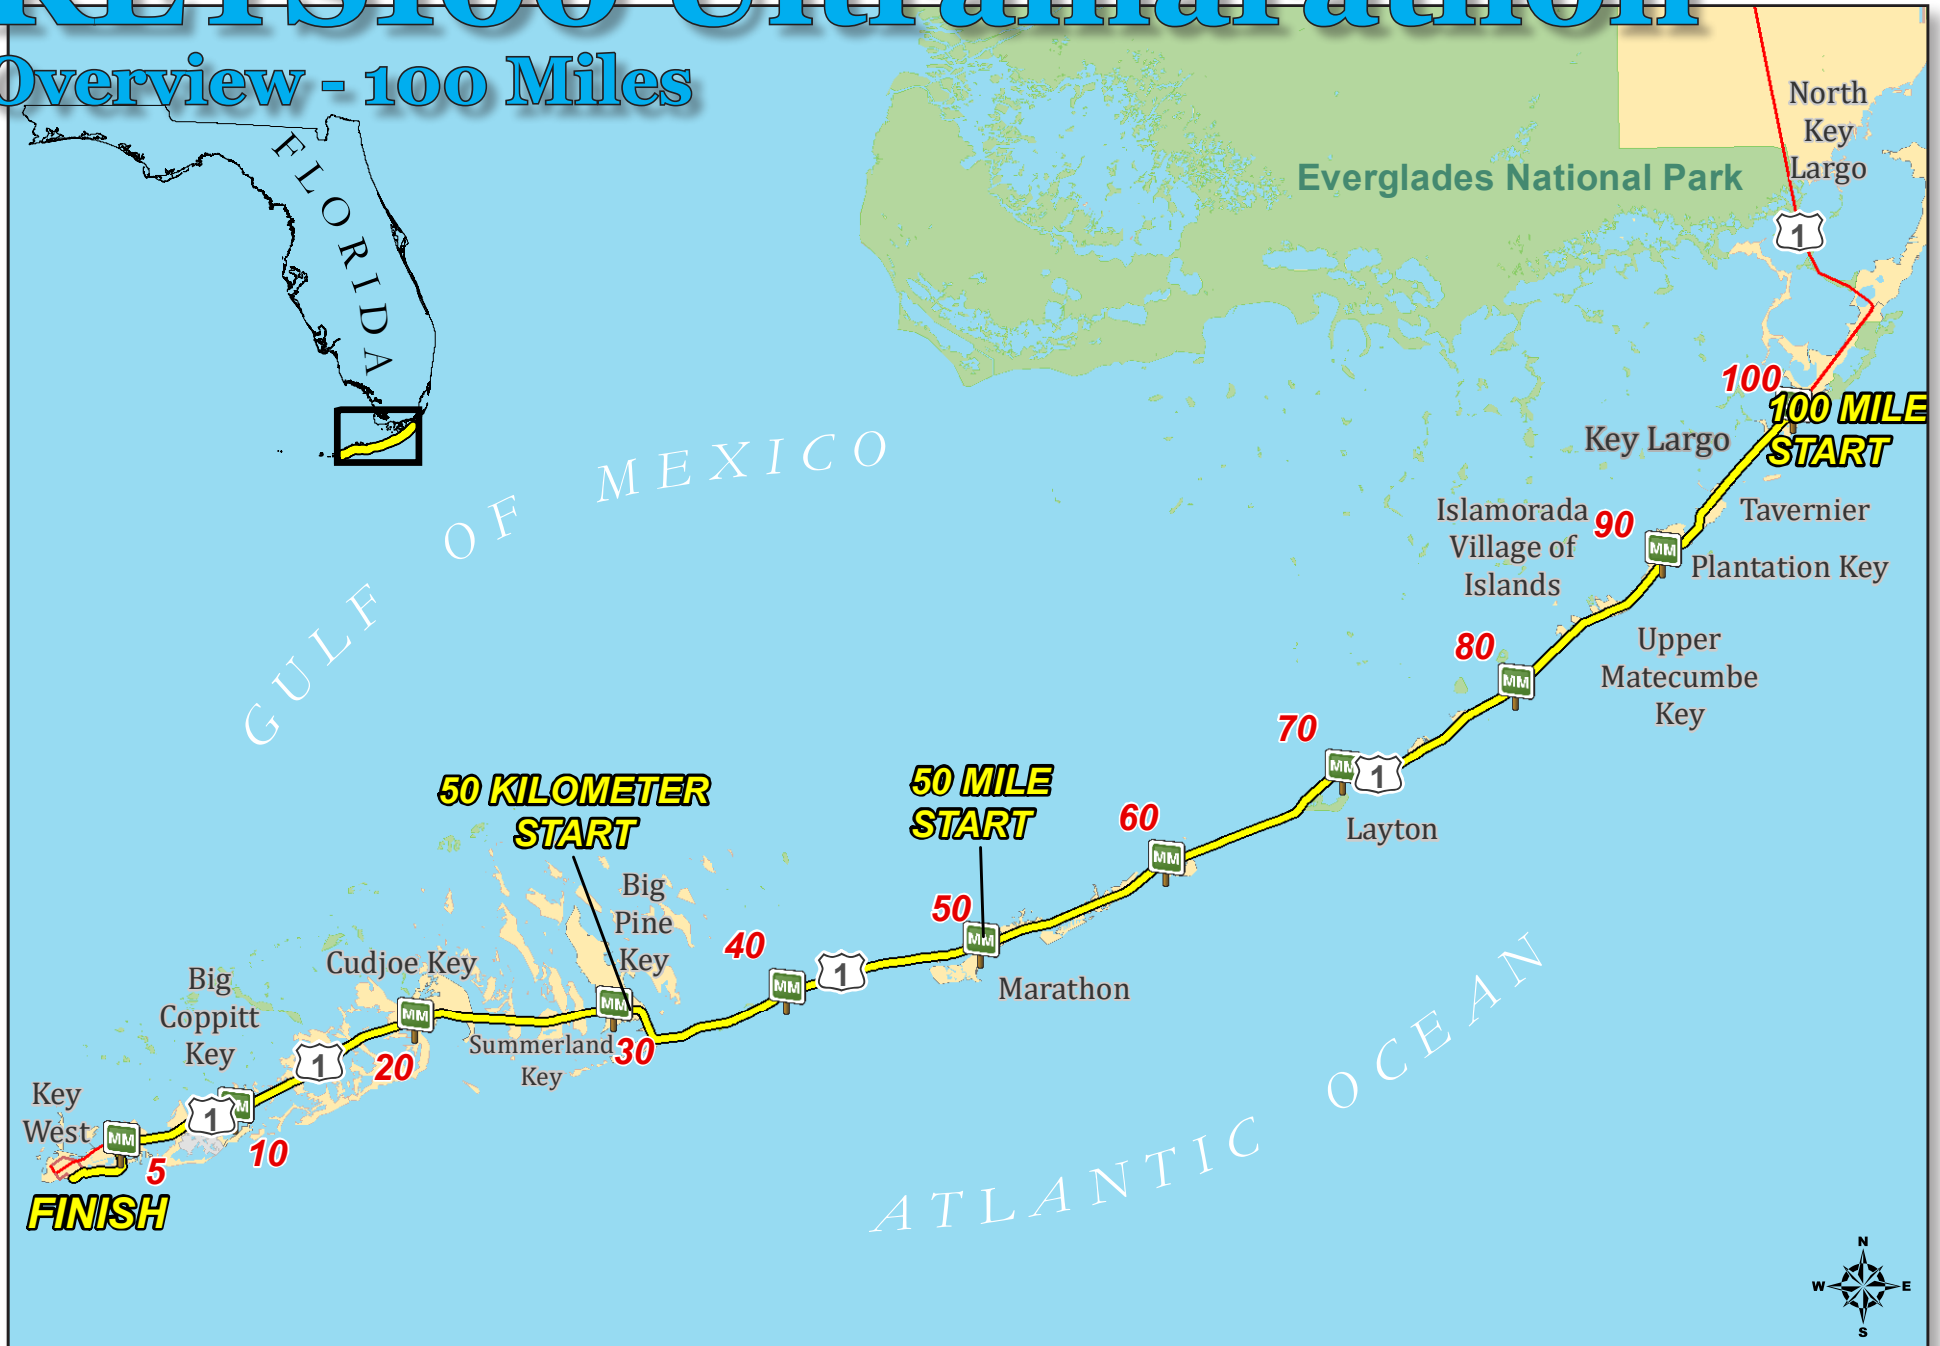 KEYS100 Ultramarathon
Overview - 100 Miles
FLORIDA
North
Key
Largo
Everglades National Park
1
100
100 MILE
START
Key Largo
GULF OF MEXICO
Islamorada
Village of
Islands
90
MM
Tavernier
Plantation Key
80
MM
Upper
Matecumbe
Key
70
MM
1
Layton
50 KILOMETER
START
50 MILE
START
60
MM
Big
Pine
Key
50
MM
40
MM
1
Marathon
Cudjoe Key
Big
Coppitt
Key
MM
MM
Summerland
Key
30
20
1
Key
West
MM
1
M
5
10
FINISH
ATLANTIC OCEAN
N
W
E
S